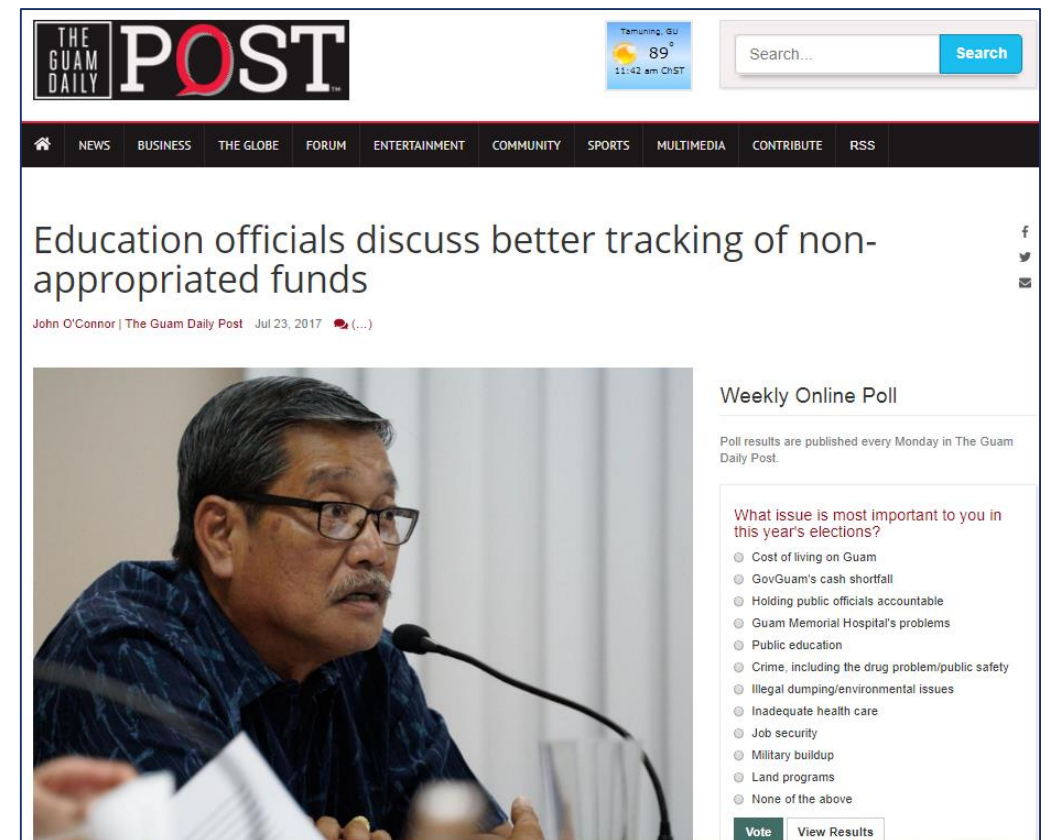 THE
GUAM
DAILY
POST
TM
Tamuning, GU
89°
11:42 am ChST
Search...
Search
NEWS BUSINESS THE GLOBE FORUM ENTERTAINMENT COMMUNITY SPORTS MULTIMEDIA CONTRIBUTE RSS
Education officials discuss better tracking of non-
appropriated funds
John O'Connor | The Guam Daily Post Jul 23, 2017 (...)
Weekly Online Poll
Poll results are published every Monday in The Guam
Daily Post.
What issue is most important to you in
this year's elections?
Cost of living on Guam
GovGuam's cash shortfall
Holding public officials accountable
Guam Memorial Hospital's problems
Public education
Crime, including the drug problem/public safety
Illegal dumping/environmental issues
Inadequate health care
Job security
Military buildup
Land programs
None of the above
Vote View Results